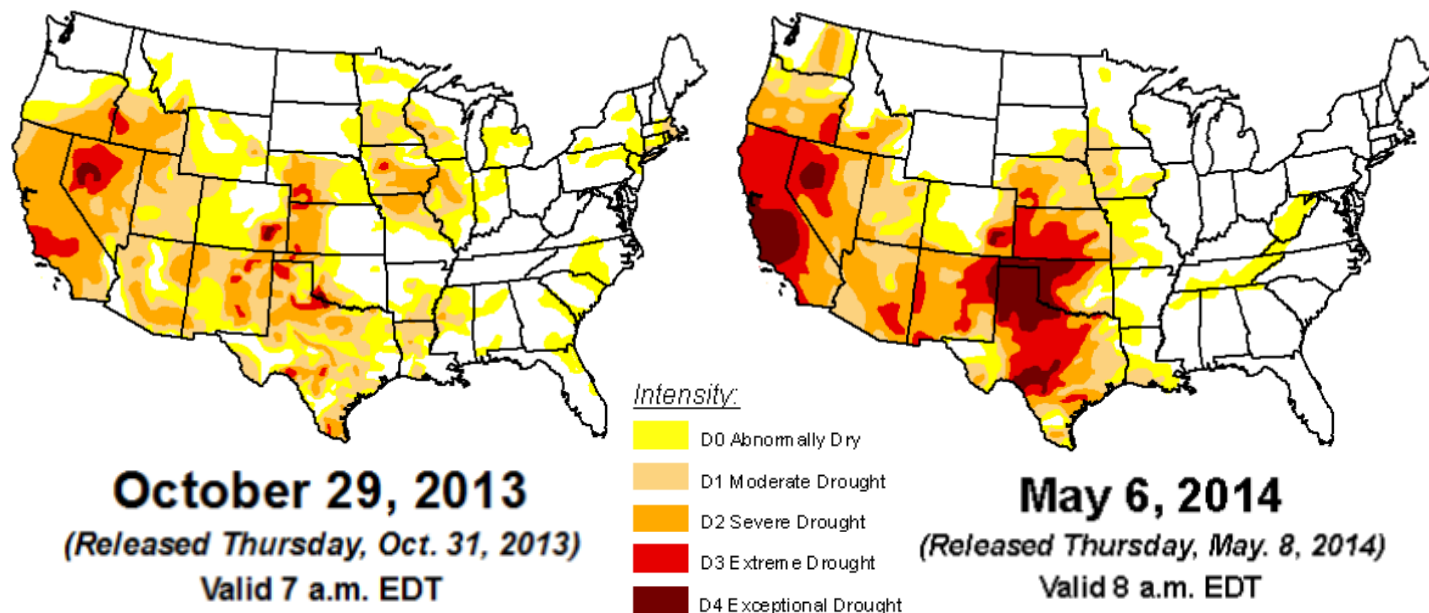 Intensity:
D0 Abnormally Dry
D1 Moderate Drought
D2 Severe Drought
D3 Extreme Drought
D4 Exceptional Drought
October 29, 2013
(Released Thursday, Oct. 31, 2013)
Valid 7 a.m. EDT
May 6, 2014
(Released Thursday, May. 8, 2014)
Valid 8 a.m. EDT